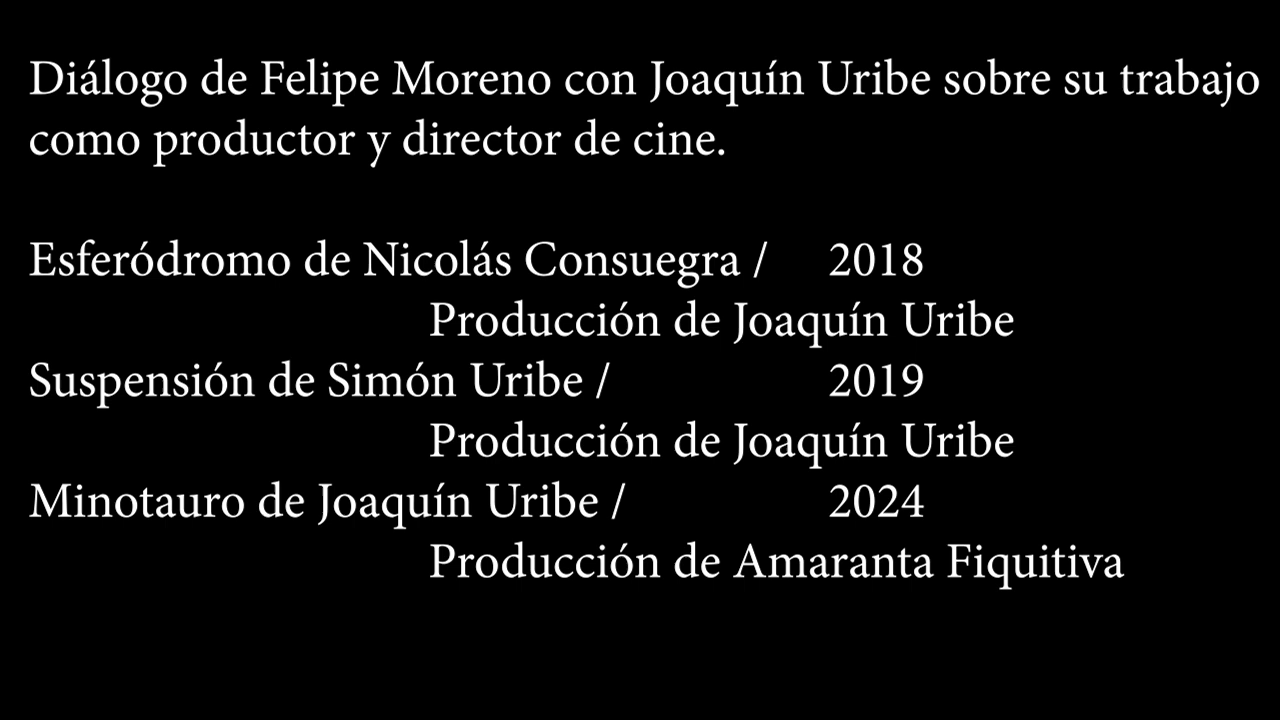 Diálogo de Felipe Moreno con Joaquín Uribe sobre su trabajo
como productor y director de cine.
Esferódromo de Nicolás Consuegra / 2018
Producción de Joaquín Uribe
Suspensión de Simón Uribe / 2019
Producción de Joaquín Uribe
Minotauro de Joaquín Uribe / 2024
Producción de Amaranta Fiquitiva